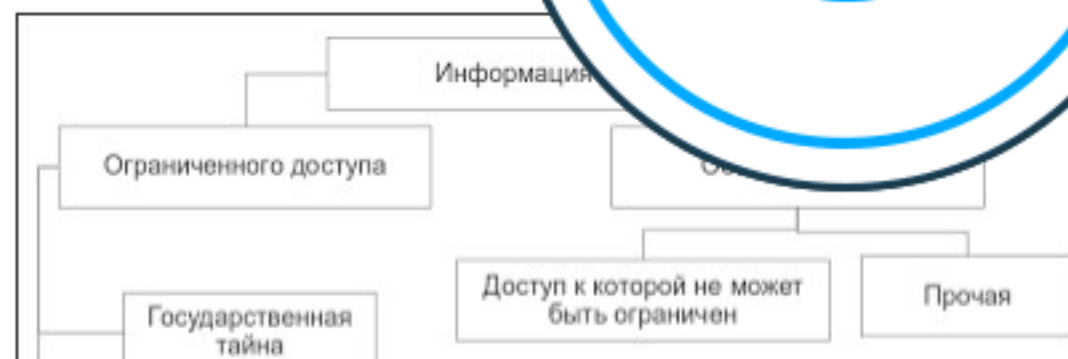 Информация
Ограниченного доступа
Доступ к которой не может
быть ограничен
Прочая
Государственная
тайна